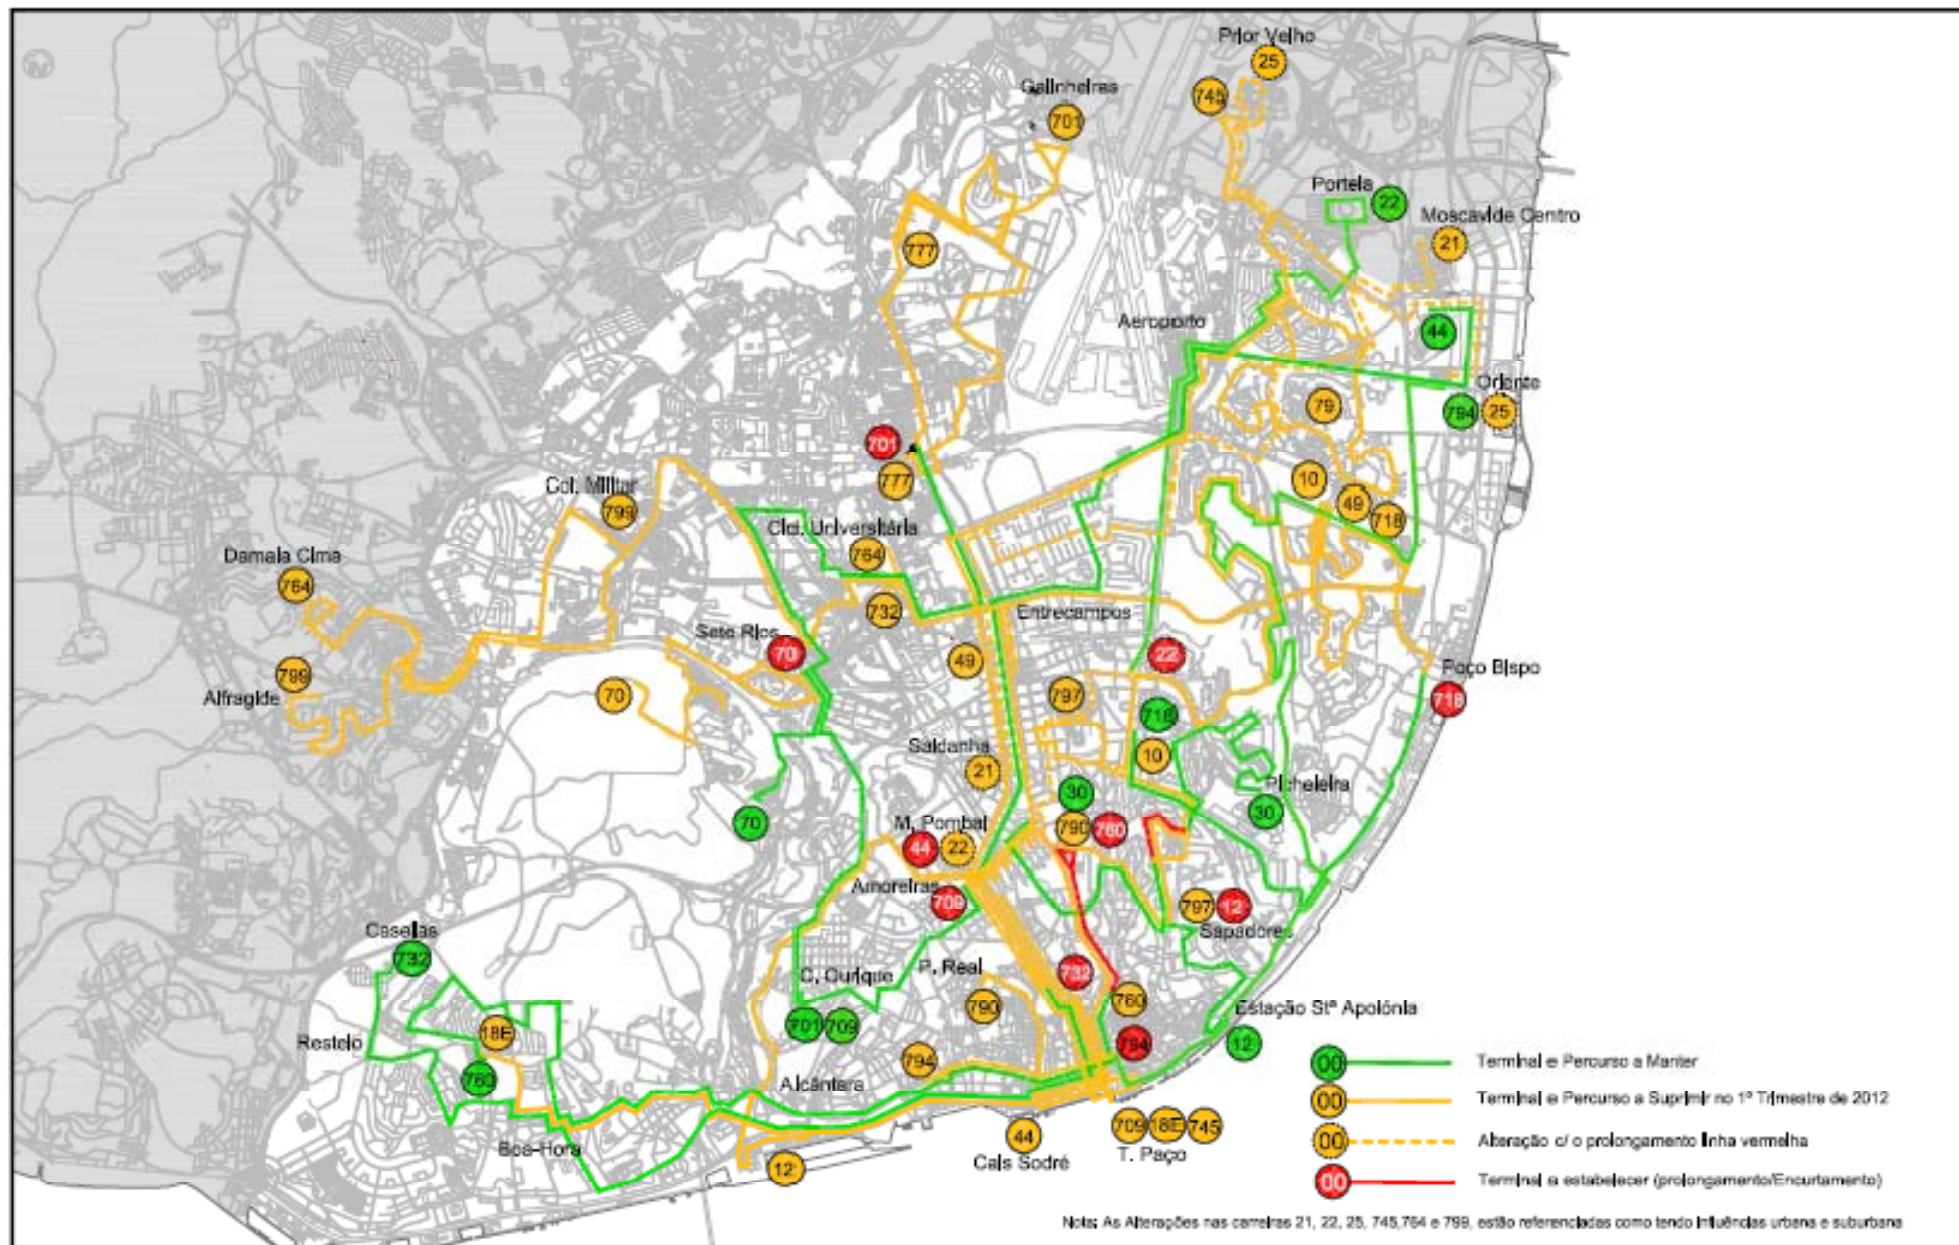 Prior Velho
25
745
Galinheiras
701
Portela
22
Moscavide Centro
21
777
Aeroporto
44
Oriente
794
25
79
701
777
10
49
718
Col. Militar
799
Cid. Universitária
764
Damaia Cima
764
732
Entrecampos
Sete Rios
70
49
22
Poço Bispo
718
799
Alfragide
70
797
718
Saldanha
21
10
Picheleira
30
30
70
M. Pombal
44
22
790
760
Amoreiras
709
797
12
Sapadores
Caselas
732
C. Ourique
P. Real
732
790
760
701
709
Estação Stª Apolónia
12
18E
Restelo
760
794
794
Alcântara
Boa-Hora
12
44
Cais Sodré
709
18E
745
T. Paço
00
Terminal e Percurso a Manter
00
Terminal e Percurso a Suprimir no 1º Trimestre de 2012
00
Alteração c/ o prolongamento linha vermelha
00
Terminal a estabelecer (prolongamento/Encurtamento)
Nota: As Alterações nas carreiras 21, 22, 25, 745,764 e 799, estão referenciadas como tendo influências urbana e suburbana